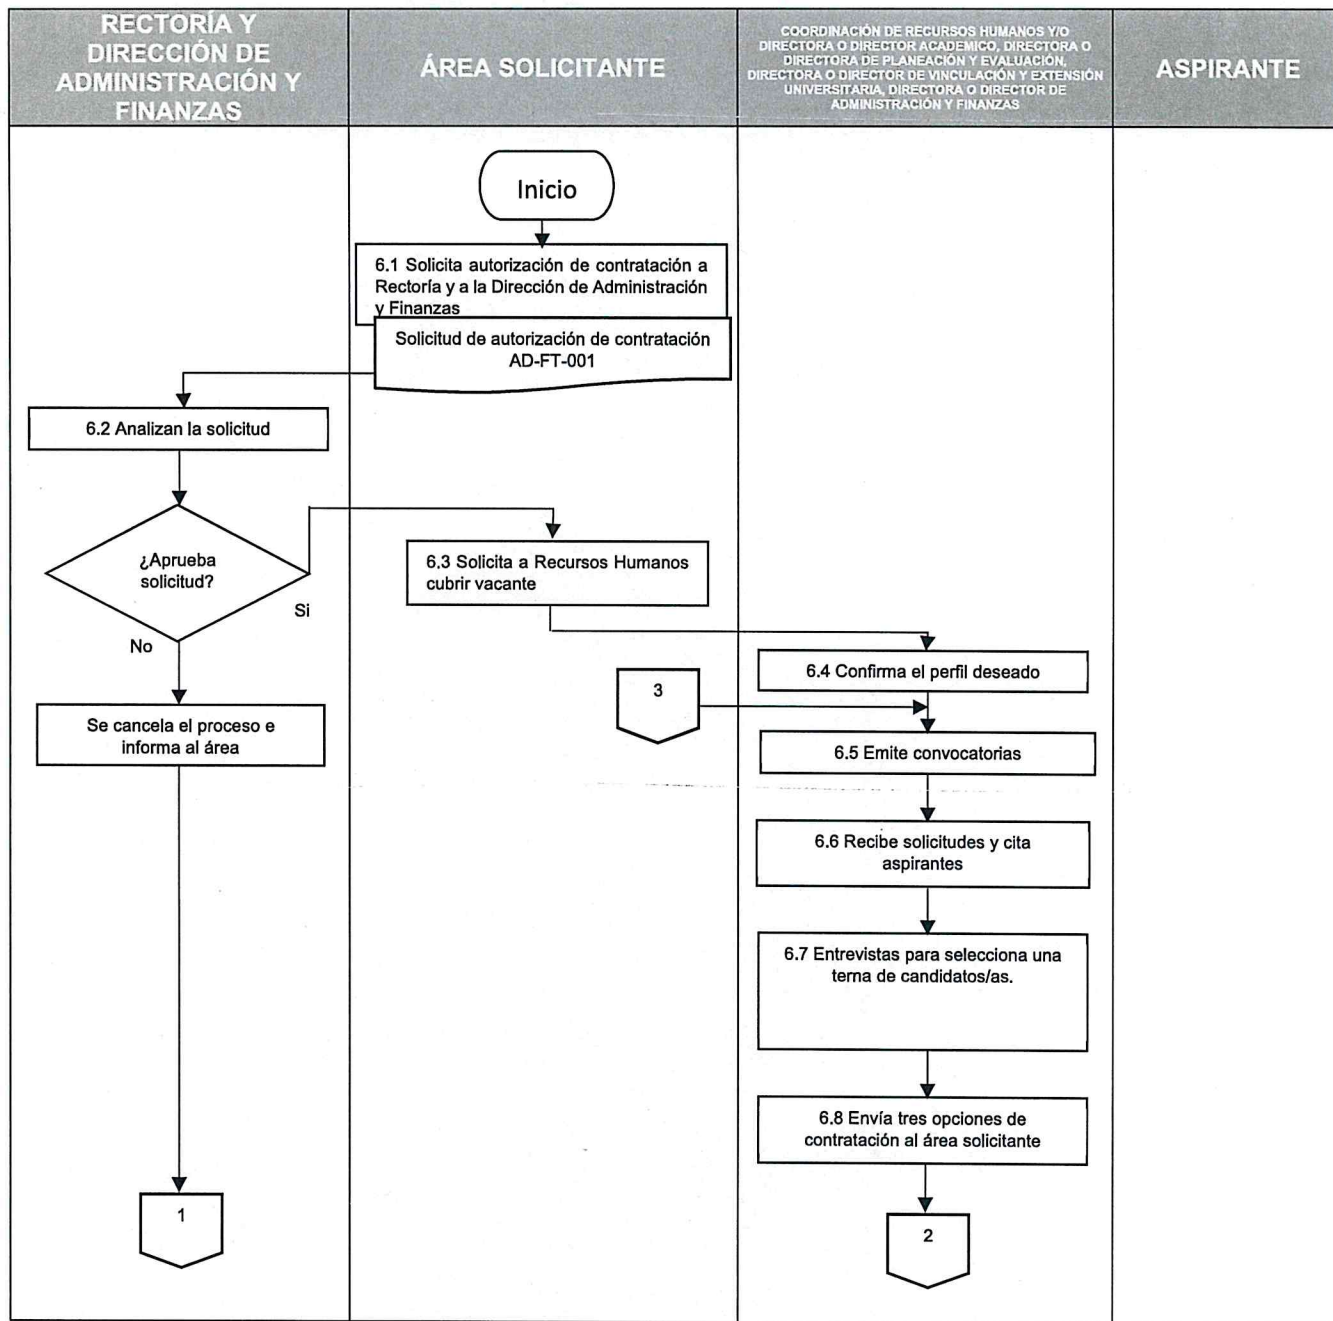 RECTORÍA Y
DIRECCIÓN DE
ADMINISTRACIÓN Y
FINANZAS
ÁREA SOLICITANTE
COORDINACIÓN DE RECURSOS HUMANOS Y/O
DIRECTORA O DIRECTOR ACADEMICO, DIRECTORA O
DIRECTORA DE PLANEACIÓN Y EVALUACIÓN,
DIRECTORA O DIRECTOR DE VINCULACIÓN Y EXTENSIÓN
UNIVERSITARIA, DIRECTORA O DIRECTOR DE
ADMINISTRACIÓN Y FINANZAS
ASPIRANTE
Inicio
6.1 Solicita autorización de contratación a
Rectoría y a la Dirección de Administración
y Finanzas
Solicitud de autorización de contratación
AD-FT-001
6.2 Analizan la solicitud
¿Aprueba
solicitud?
Si
No
6.3 Solicita a Recursos Humanos
cubrir vacante
6.4 Confirma el perfil deseado
3
Se cancela el proceso e
informa al área
6.5 Emite convocatorias
6.6 Recibe solicitudes y cita
aspirantes
6.7 Entrevistas para selecciona una
terna de candidatos/as.
6.8 Envía tres opciones de
contratación al área solicitante
1
2